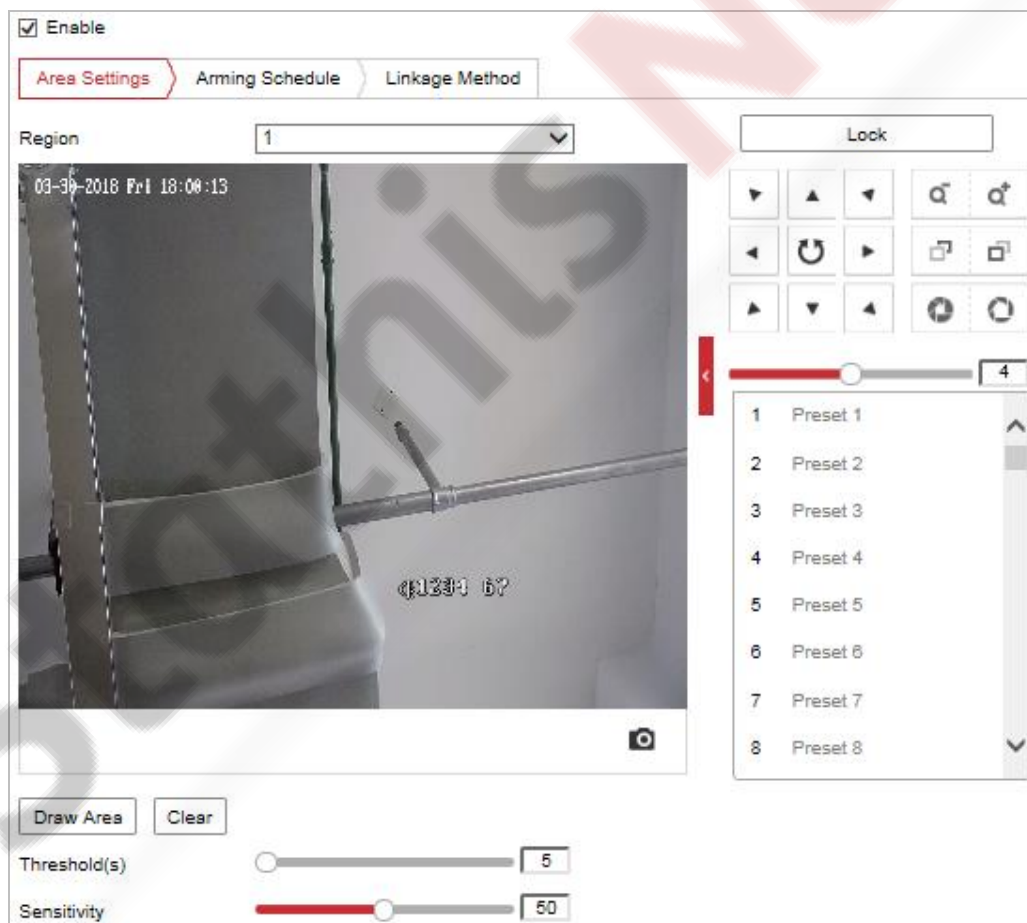 Enable
Area Settings
Arming Schedule
Linkage Method
Region
1
Lock
03-30-2018 Fri 18:00:13
4
1 Preset 1
2 Preset 2
3 Preset 3
4 Preset 4
5 Preset 5
6 Preset 6
7 Preset 7
8 Preset 8
Draw Area
Clear
Threshold(s)
5
Sensitivity
50